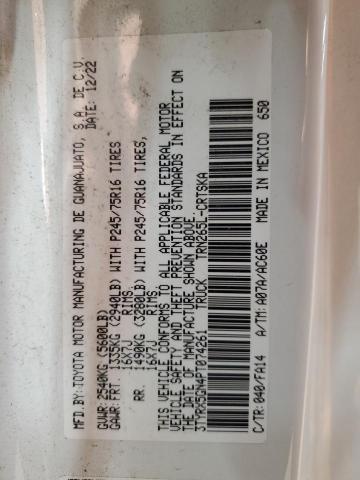 MFD.BY:TOYOTA MOTOR MANUFACTURING DE GUANAJUATO, S.A. DE C.V.
DATE: 12/22
GVWR:2540KG (5600LB)
GAWR:FRT. 1335KG (2940LB) WITH P245/75R16 TIRES
16X7J RIMS,
RR. 1490KG (3280LB) WITH P245/75R16 TIRES,
16X7J RIMS.
THIS VEHICLE CONFORMS TO ALL APPLICABLE FEDERAL MOTOR
VEHICLE SAFETY AND THEFT PREVENTION STANDARDS IN EFFECT ON
THE DATE OF MANUFACTURE SHOWN ABOVE.
3TYRX5GN4PT074261 TRUCK TRN265L-CRTSKA
C/TR:040/FA14 A/TM:A07A/AC60E MADE IN MEXICO 650